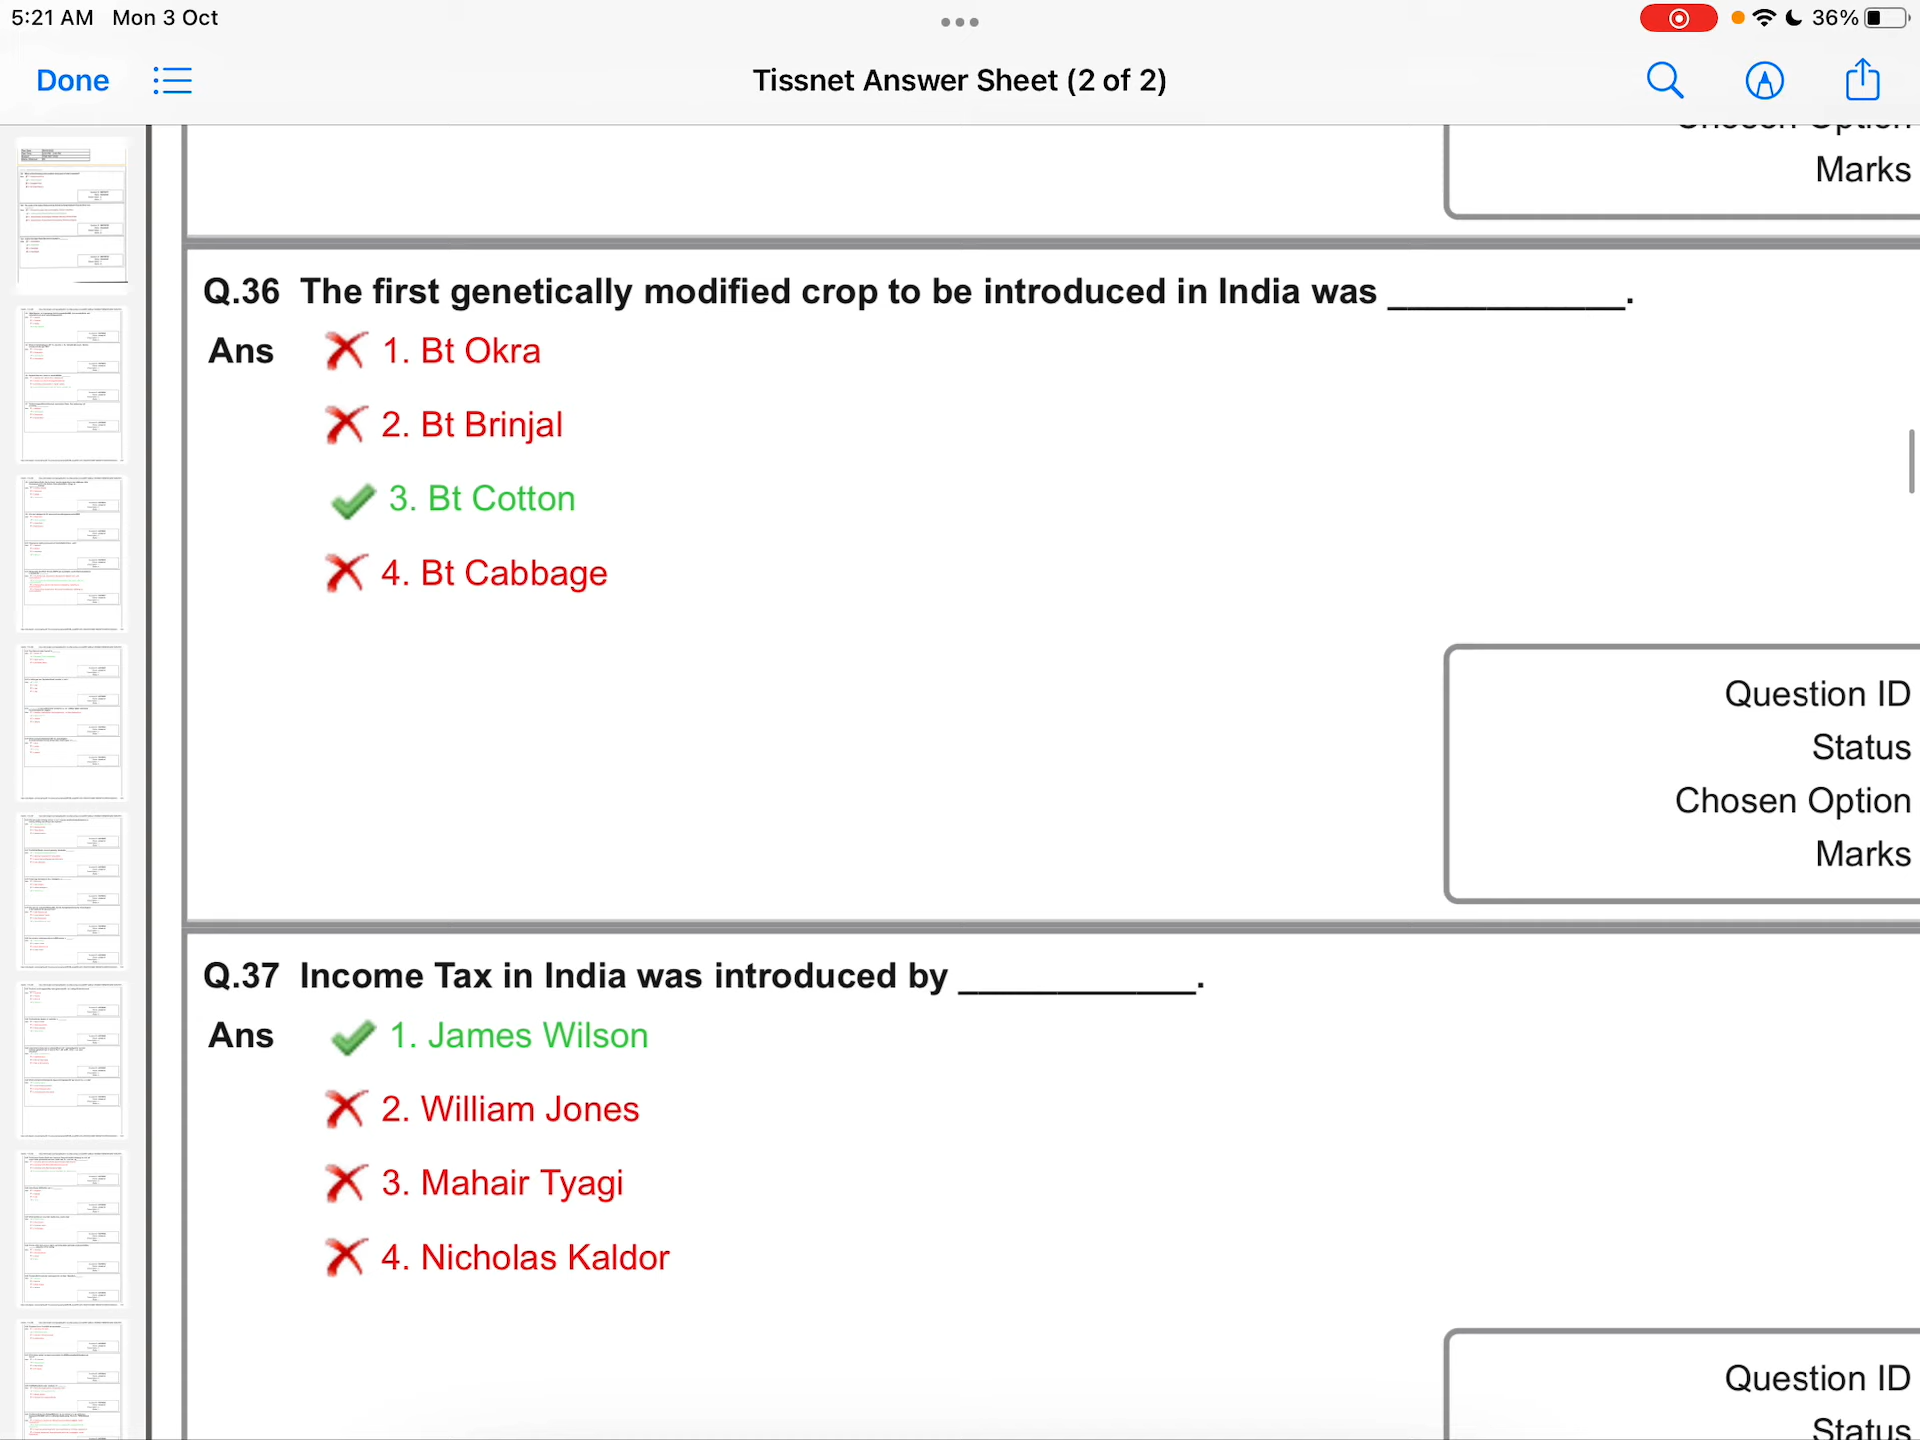 5:21 AM Mon 3 Oct
36%
Done
Tissnet Answer Sheet (2 of 2)
Chosen Option
Marks
Q.36 The first genetically modified crop to be introduced in India was ____________.
Ans 1. Bt Okra
2. Bt Brinjal
3. Bt Cotton
4. Bt Cabbage
Question ID
Status
Chosen Option
Marks
Q.37 Income Tax in India was introduced by ____________.
Ans 1. James Wilson
2. William Jones
3. Mahair Tyagi
4. Nicholas Kaldor
Question ID
Status